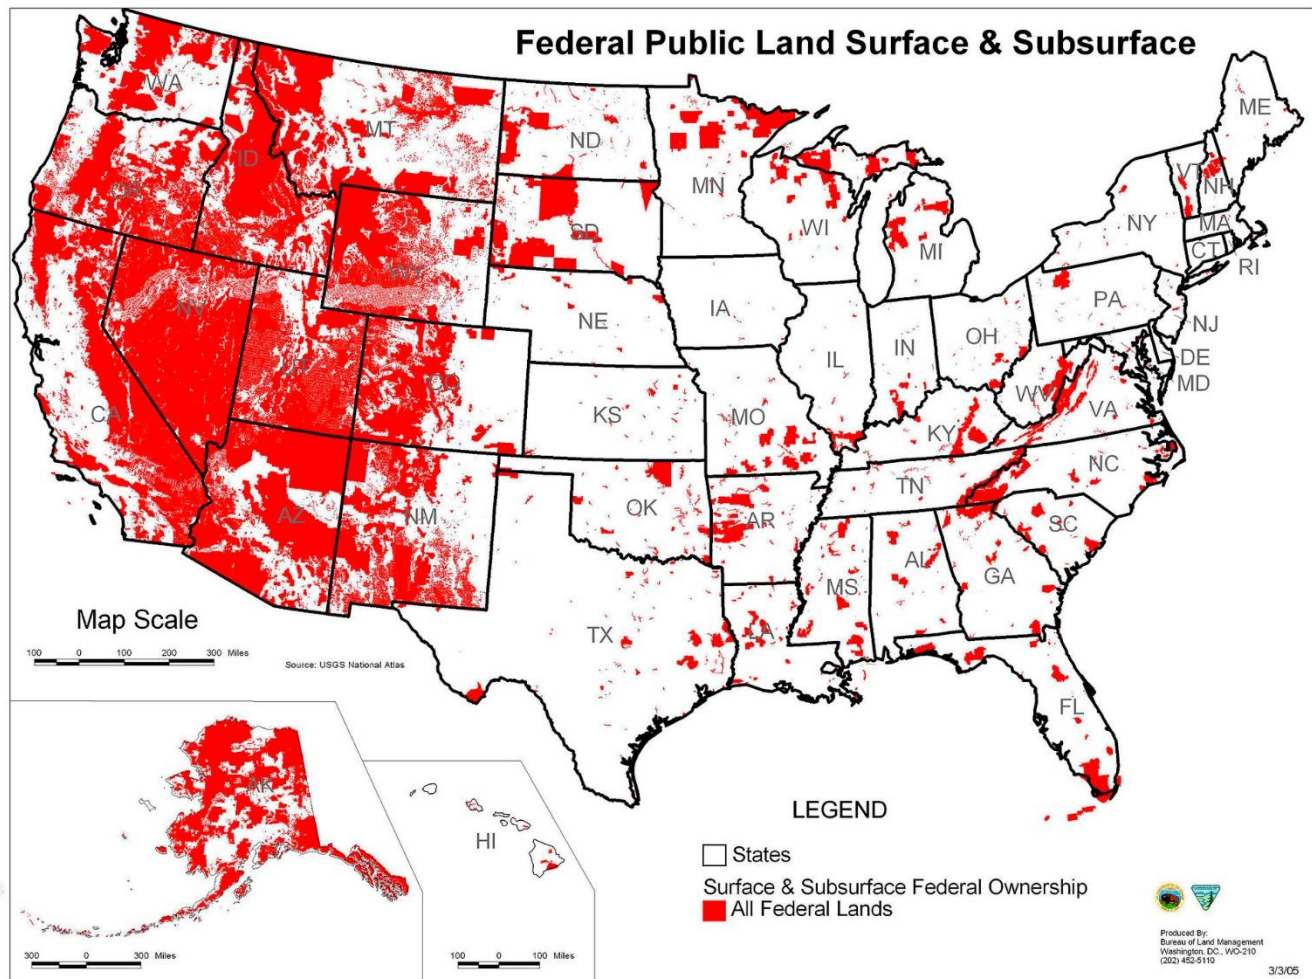 Federal Public Land Surface & Subsurface
WA
MT
ND
ME
OR
ID
MN
VT
NH
SD
WI
NY
MA
MI
CT
RI
WY
NV
NE
IA
PA
NJ
OH
IL
IN
DE
MD
UT
CO
WV
VA
CA
KS
MO
KY
NC
TN
AZ
NM
OK
AR
SC
MS
AL
GA
TX
LA
FL
Map Scale
100 0 100 200 300 Miles
Source: USGS National Atlas
AK
HI
300 0 300 Miles
100 0 100 Miles
LEGEND
States
Surface & Subsurface Federal Ownership
All Federal Lands
Produced By:
Bureau of Land Management
Washington, DC., WO-210
(202) 452-5110
3/3/05